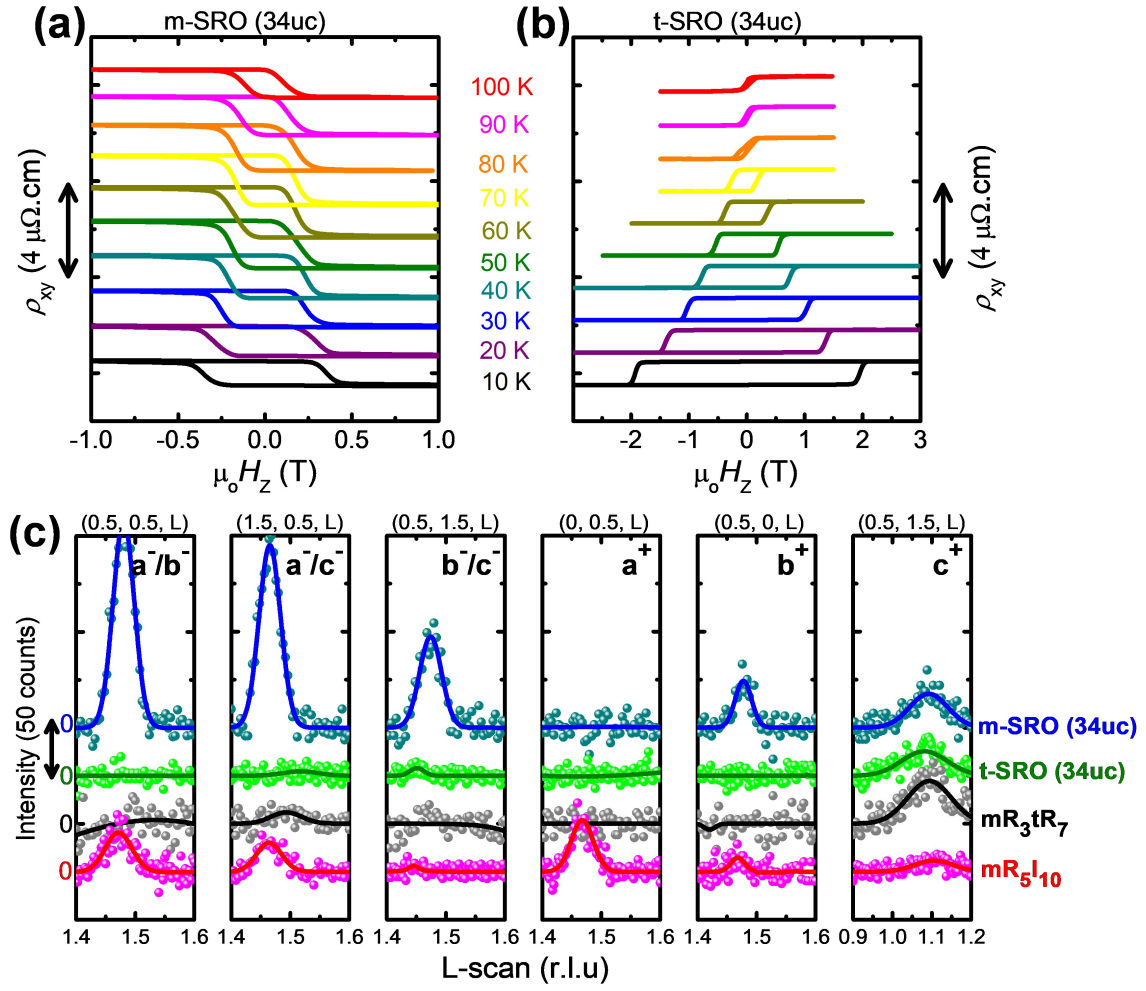 (a) m-SRO (34uc)
(b) t-SRO (34uc)
100 K
90 K
80 K
70 K
60 K
50 K
40 K
30 K
20 K
10 K
ρxy (4 μΩ.cm)
ρxy (4 μΩ.cm)
-1.0 -0.5 0.0 0.5 1.0
μoHZ (T)
-2 -1 0 1 2 3
μoHZ (T)
(c)
(0.5, 0.5, L) (1.5, 0.5, L) (0.5, 1.5, L) (0, 0.5, L) (0.5, 0, L) (0.5, 1.5, L)
a⁻/b⁻ a⁻/c⁻ b⁻/c⁻ a⁺ b⁺ c⁺
Intensity (50 counts)
0 m-SRO (34uc)
0 t-SRO (34uc)
0 mR3tR7
0 mR5I10
1.4 1.5 1.6 1.4 1.5 1.6 1.4 1.5 1.6 1.4 1.5 1.6 1.4 1.5 1.6 0.9 1.0 1.1 1.2
L-scan (r.l.u)